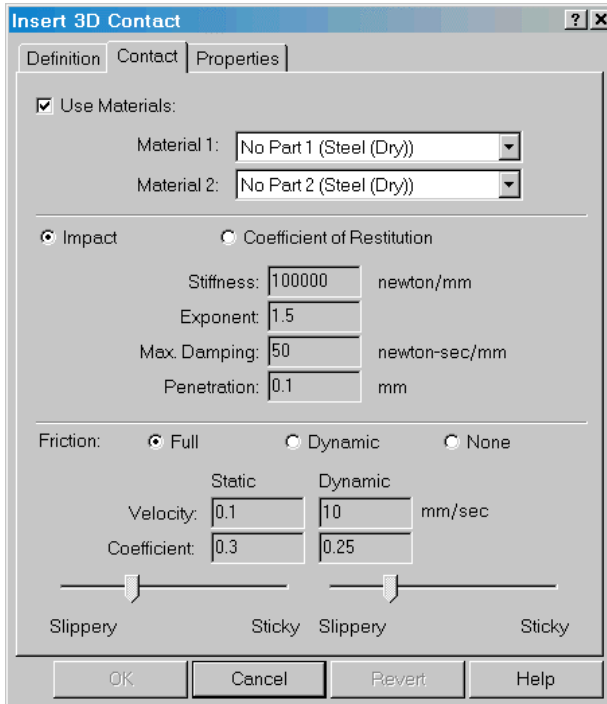 Insert 3D Contact ? X
Definition Contact Properties
Use Materials:
Material 1: No Part 1 (Steel (Dry))
Material 2: No Part 2 (Steel (Dry))
Impact Coefficient of Restitution
Stiffness: 100000 newton/mm
Exponent: 1.5
Max. Damping: 50 newton-sec/mm
Penetration: 0.1 mm
Friction: Full Dynamic None
Static Dynamic
Velocity: 0.1 10 mm/sec
Coefficient: 0.3 0.25
Slippery Sticky Slippery Sticky
OK Cancel Revert Help